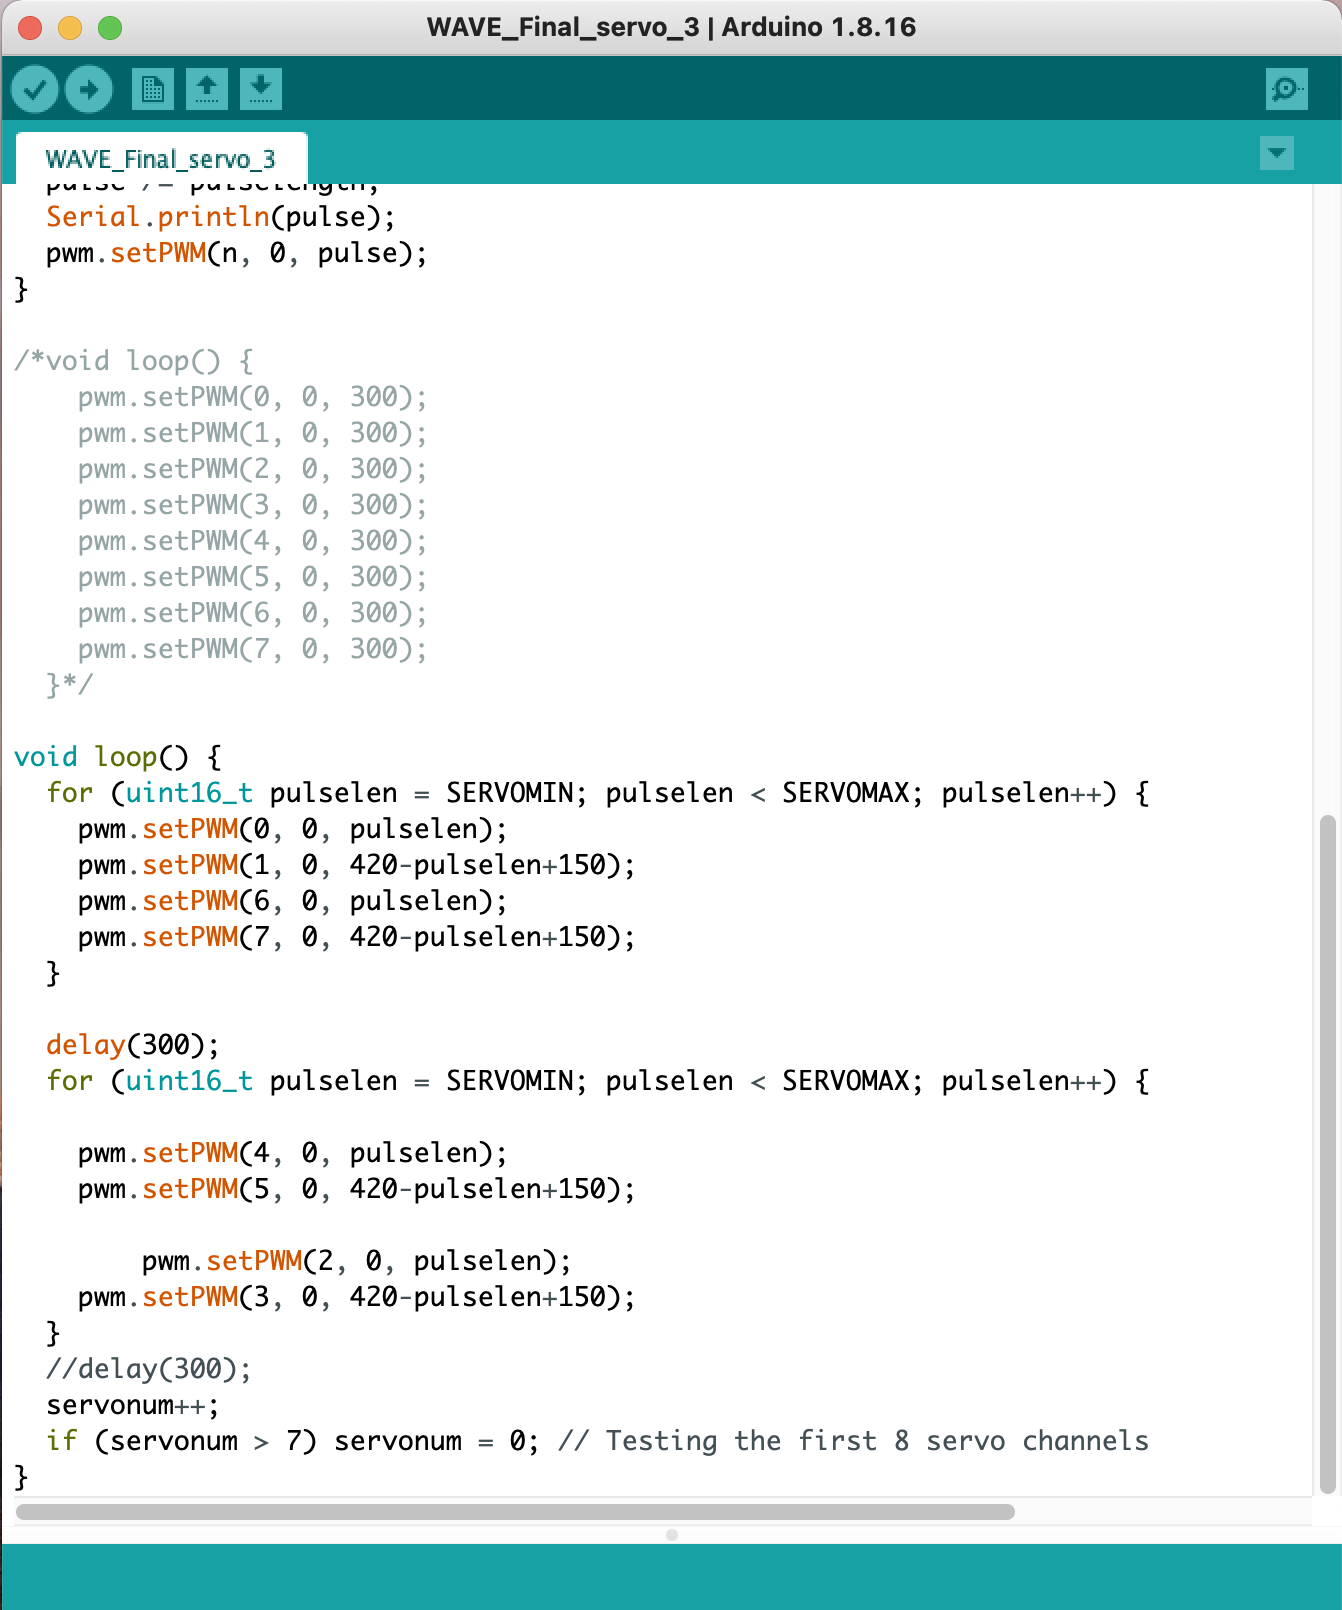 WAVE_Final_servo_3 | Arduino 1.8.16
WAVE_Final_servo_3
pulse /= pulselength;
Serial.println(pulse);
pwm.setPWM(n, 0, pulse);
}
/*void loop() {
pwm.setPWM(0, 0, 300);
pwm.setPWM(1, 0, 300);
pwm.setPWM(2, 0, 300);
pwm.setPWM(3, 0, 300);
pwm.setPWM(4, 0, 300);
pwm.setPWM(5, 0, 300);
pwm.setPWM(6, 0, 300);
pwm.setPWM(7, 0, 300);
}*/
void loop() {
for (uint16_t pulselen = SERVOMIN; pulselen < SERVOMAX; pulselen++) {
pwm.setPWM(0, 0, pulselen);
pwm.setPWM(1, 0, 420-pulselen+150);
pwm.setPWM(6, 0, pulselen);
pwm.setPWM(7, 0, 420-pulselen+150);
}
delay(300);
for (uint16_t pulselen = SERVOMIN; pulselen < SERVOMAX; pulselen++) {
pwm.setPWM(4, 0, pulselen);
pwm.setPWM(5, 0, 420-pulselen+150);
pwm.setPWM(2, 0, pulselen);
pwm.setPWM(3, 0, 420-pulselen+150);
}
//delay(300);
servonum++;
if (servonum > 7) servonum = 0; // Testing the first 8 servo channels
}